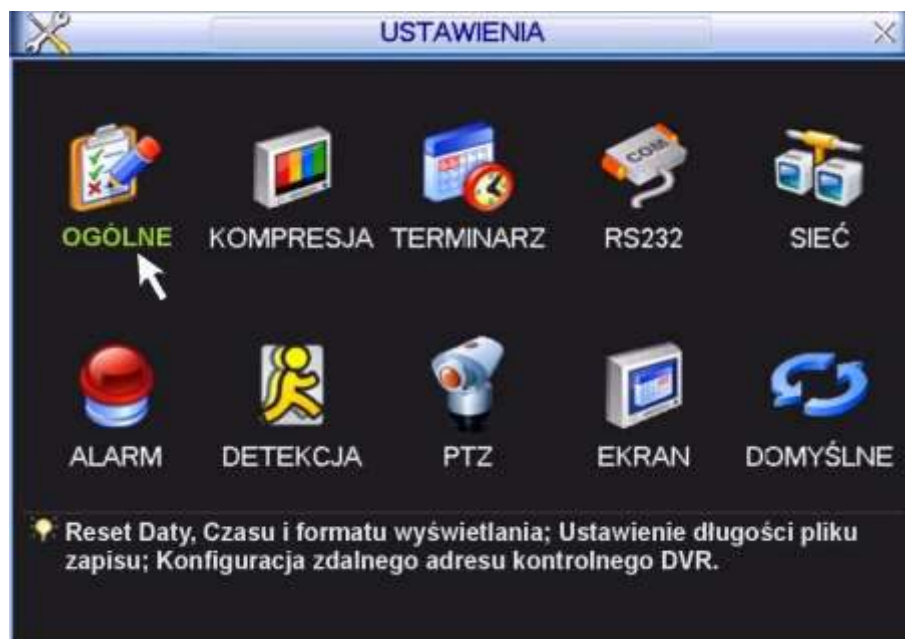 USTAWIENIA
OGÓLNE KOMPRESJA TERMINARZ RS232 SIEĆ
COM
ALARM DETEKCJA PTZ EKRAN DOMYŚLNE
Reset Daty, Czasu i formatu wyświetlania; Ustawienie długości pliku
zapisu; Konfiguracja zdalnego adresu kontrolnego DVR.